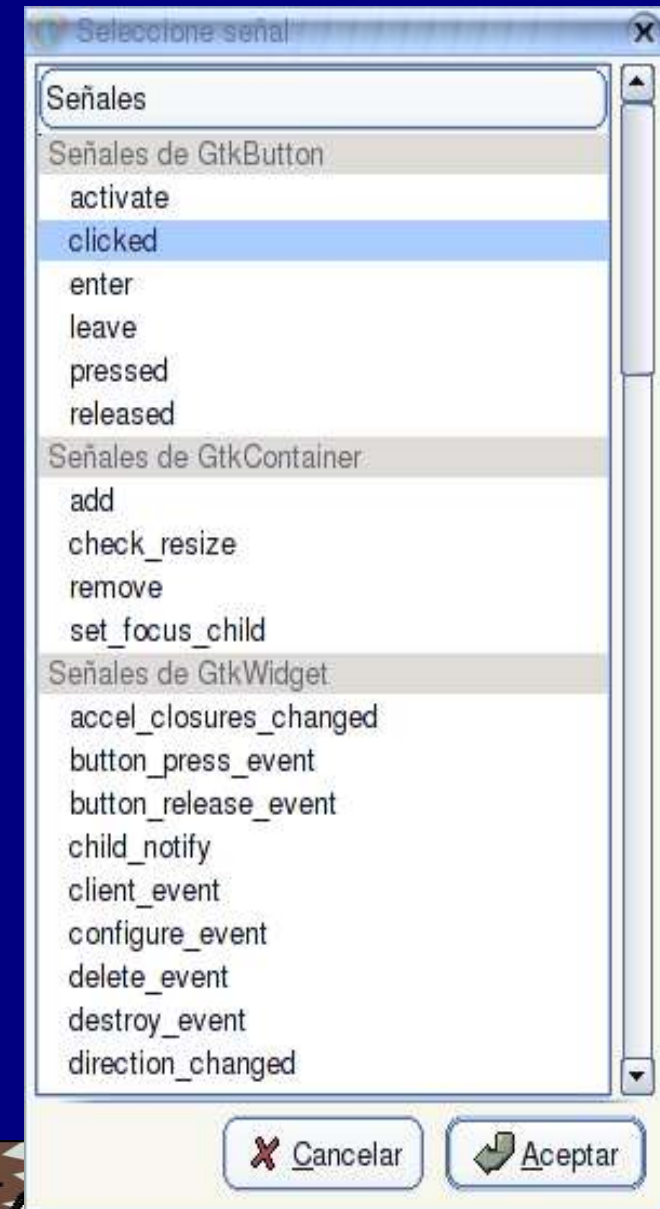 Seleccione señal
Señales
Señales de GtkButton
activate
clicked
enter
leave
pressed
released
Señales de GtkContainer
add
check_resize
remove
set_focus_child
Señales de GtkWidget
accel_closures_changed
button_press_event
button_release_event
child_notify
client_event
configure_event
delete_event
destroy_event
direction_changed
Cancelar
Aceptar